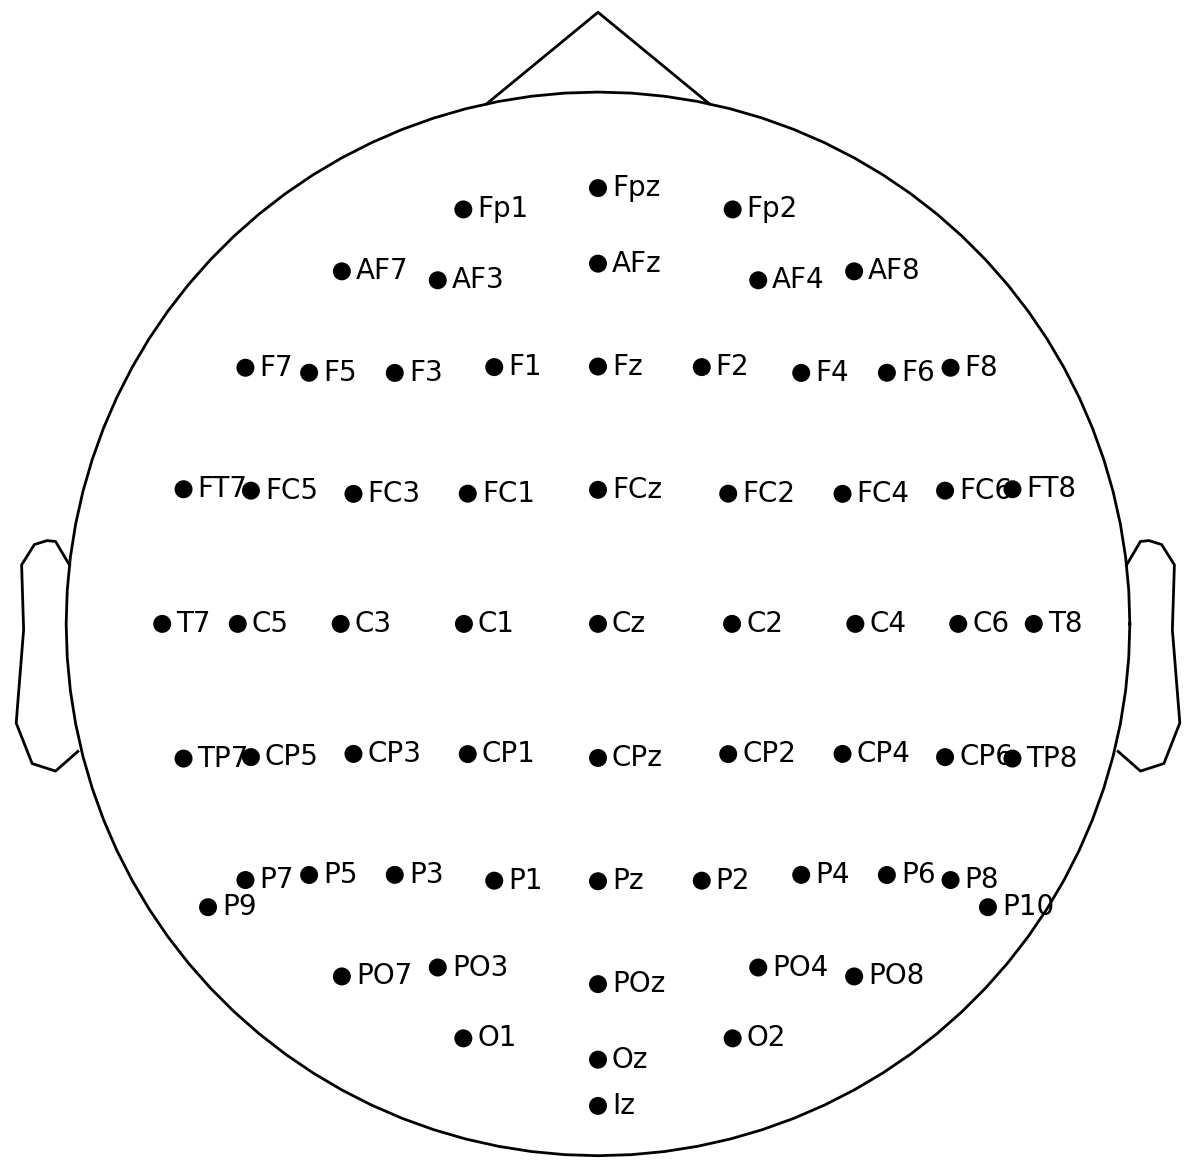 Fpz
Fp1 Fp2
AFz
AF7 AF3 AF4 AF8
F7 F5 F3 F1 Fz F2 F4 F6 F8
FT7 FC5 FC3 FC1 FCz FC2 FC4 FC6 FT8
T7 C5 C3 C1 Cz C2 C4 C6 T8
TP7 CP5 CP3 CP1 CPz CP2 CP4 CP6 TP8
P7 P5 P3 P1 Pz P2 P4 P6 P8
P9 P10
PO7 PO3 POz PO4 PO8
O1 O2
Oz
Iz